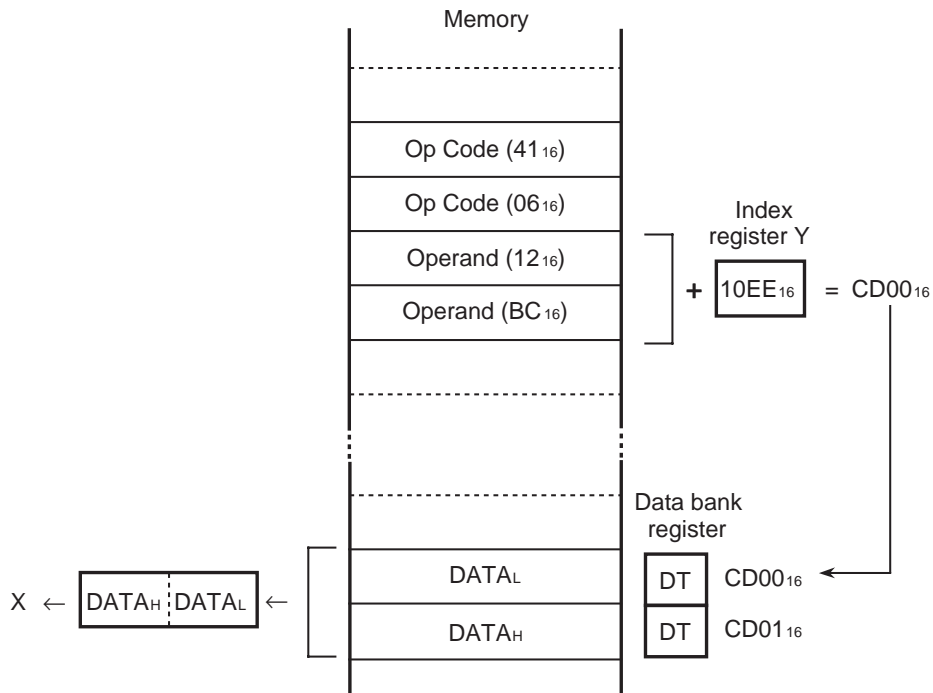 Memory
Op Code (41₁₆)
Op Code (06₁₆)
Operand (12₁₆)
Operand (BC₁₆)
Index
register Y
+ 10EE₁₆ = CD00₁₆
Data bank
register
DATAL DT CD00₁₆
DATAH DT CD01₁₆
X ← DATAH DATAL ←